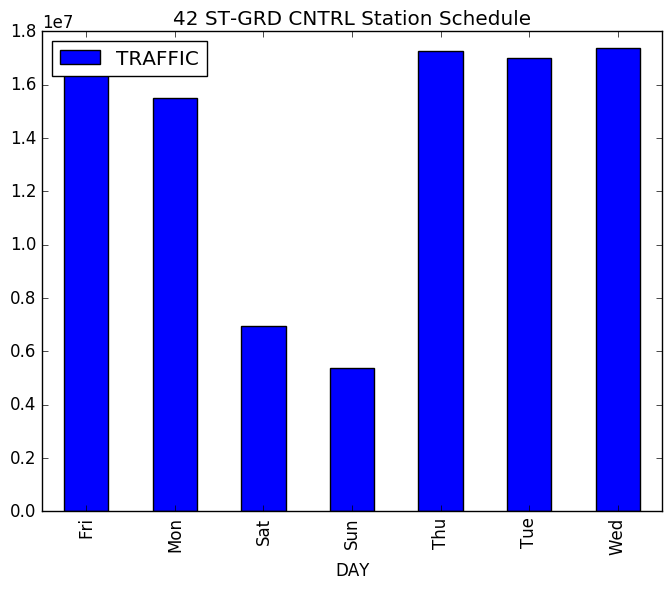 42 ST-GRD CNTRL Station Schedule
1e7
1.8
TRAFFIC
1.6
1.4
1.2
1.0
0.8
0.6
0.4
0.2
0.0
Fri Mon Sat Sun Thu Tue Wed
DAY